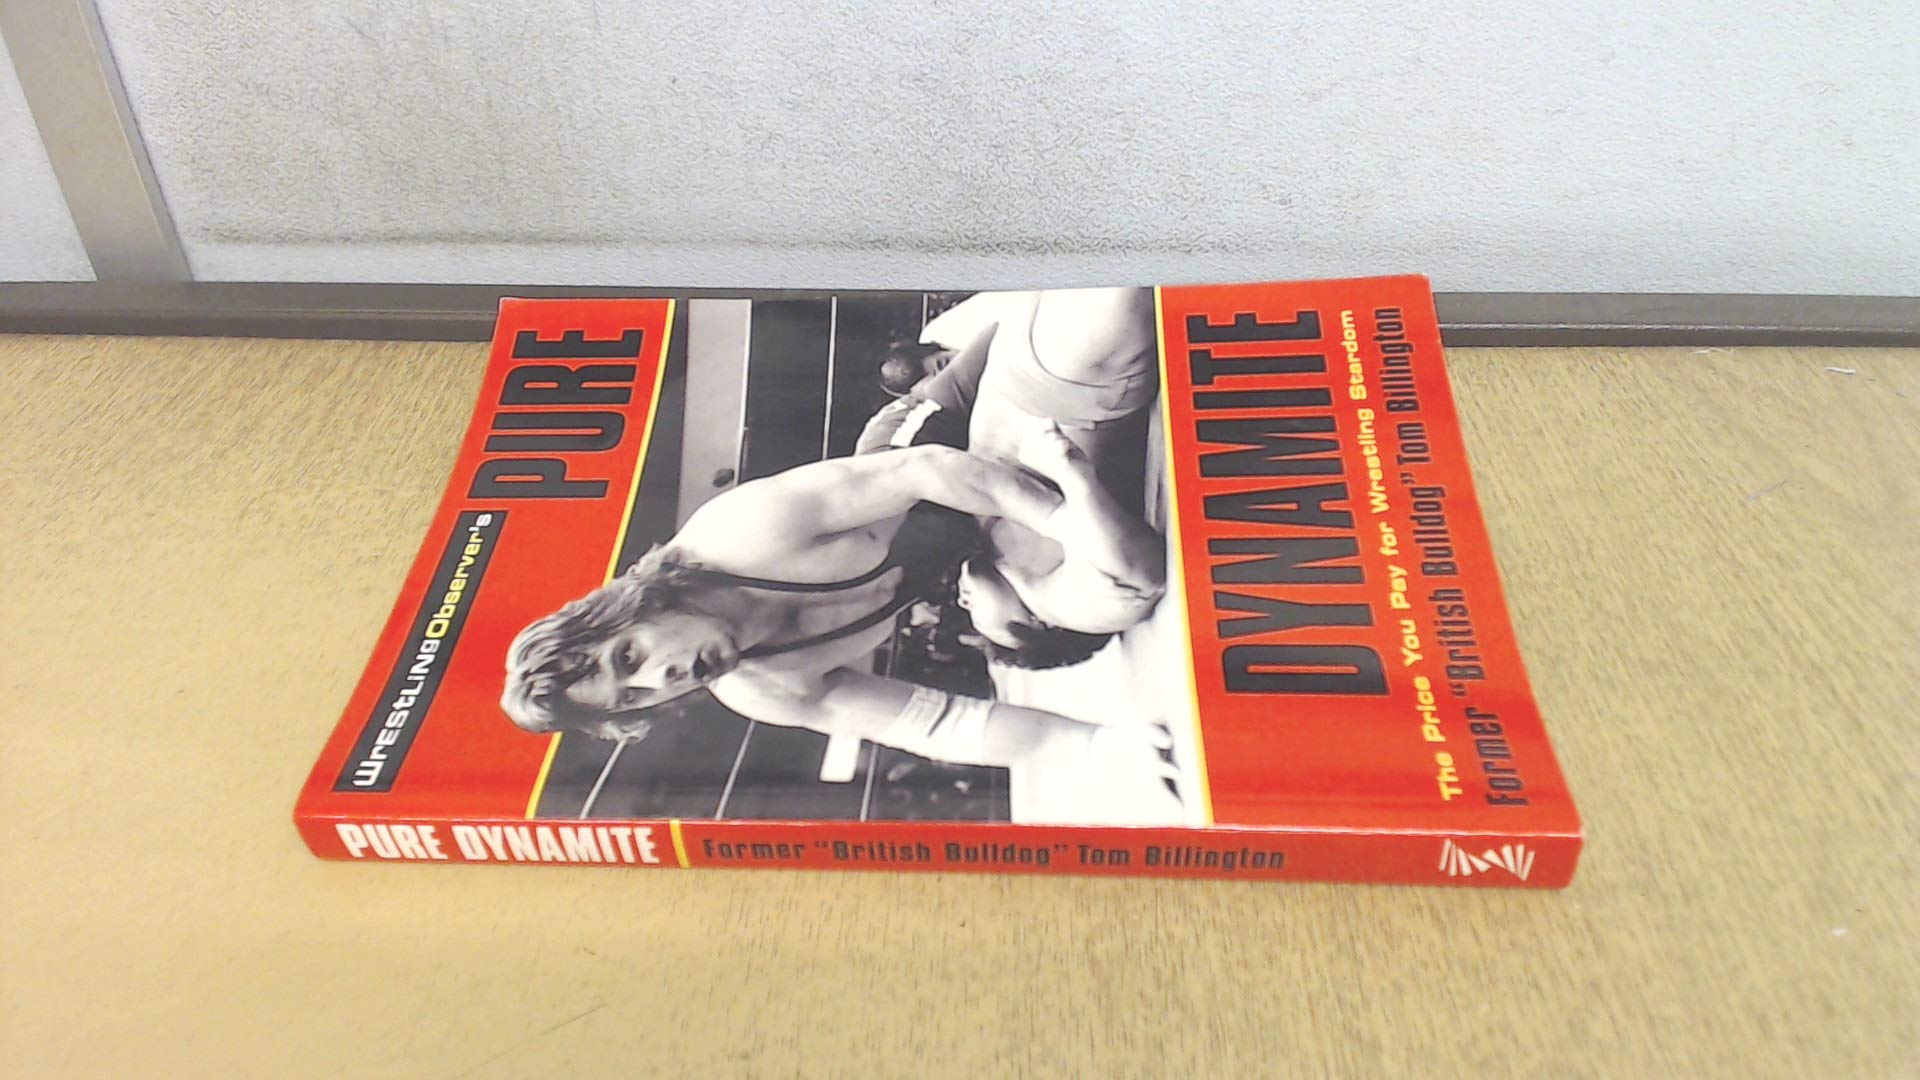 WrestLiNgObserver's
PURE
DYNAMITE
The Price You Pay for Wrestling Stardom
Former "British Bulldog" Tom Billington
PURE DYNAMITE Former "British Bulldog" Tom Billington